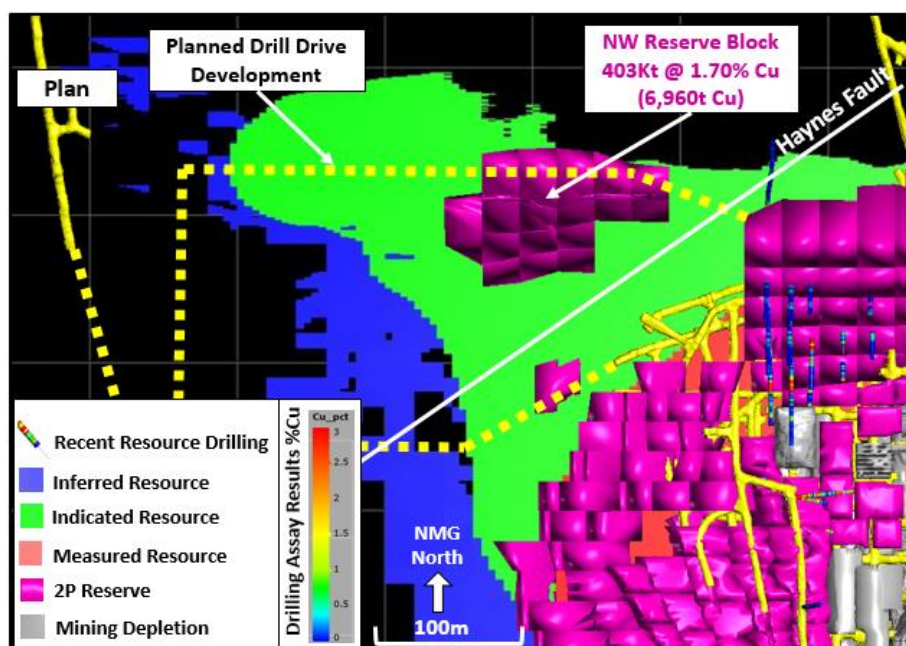 Plan
Planned Drill Drive
Development
NW Reserve Block
403Kt @ 1.70% Cu
(6,960t Cu)
Haynes Fault
Recent Resource Drilling
Inferred Resource
Indicated Resource
Measured Resource
2P Reserve
Mining Depletion
Drilling Assay Results %Cu
Cu_pct
3
2.5
2
1.5
1
0.5
0
NMG
North
100m